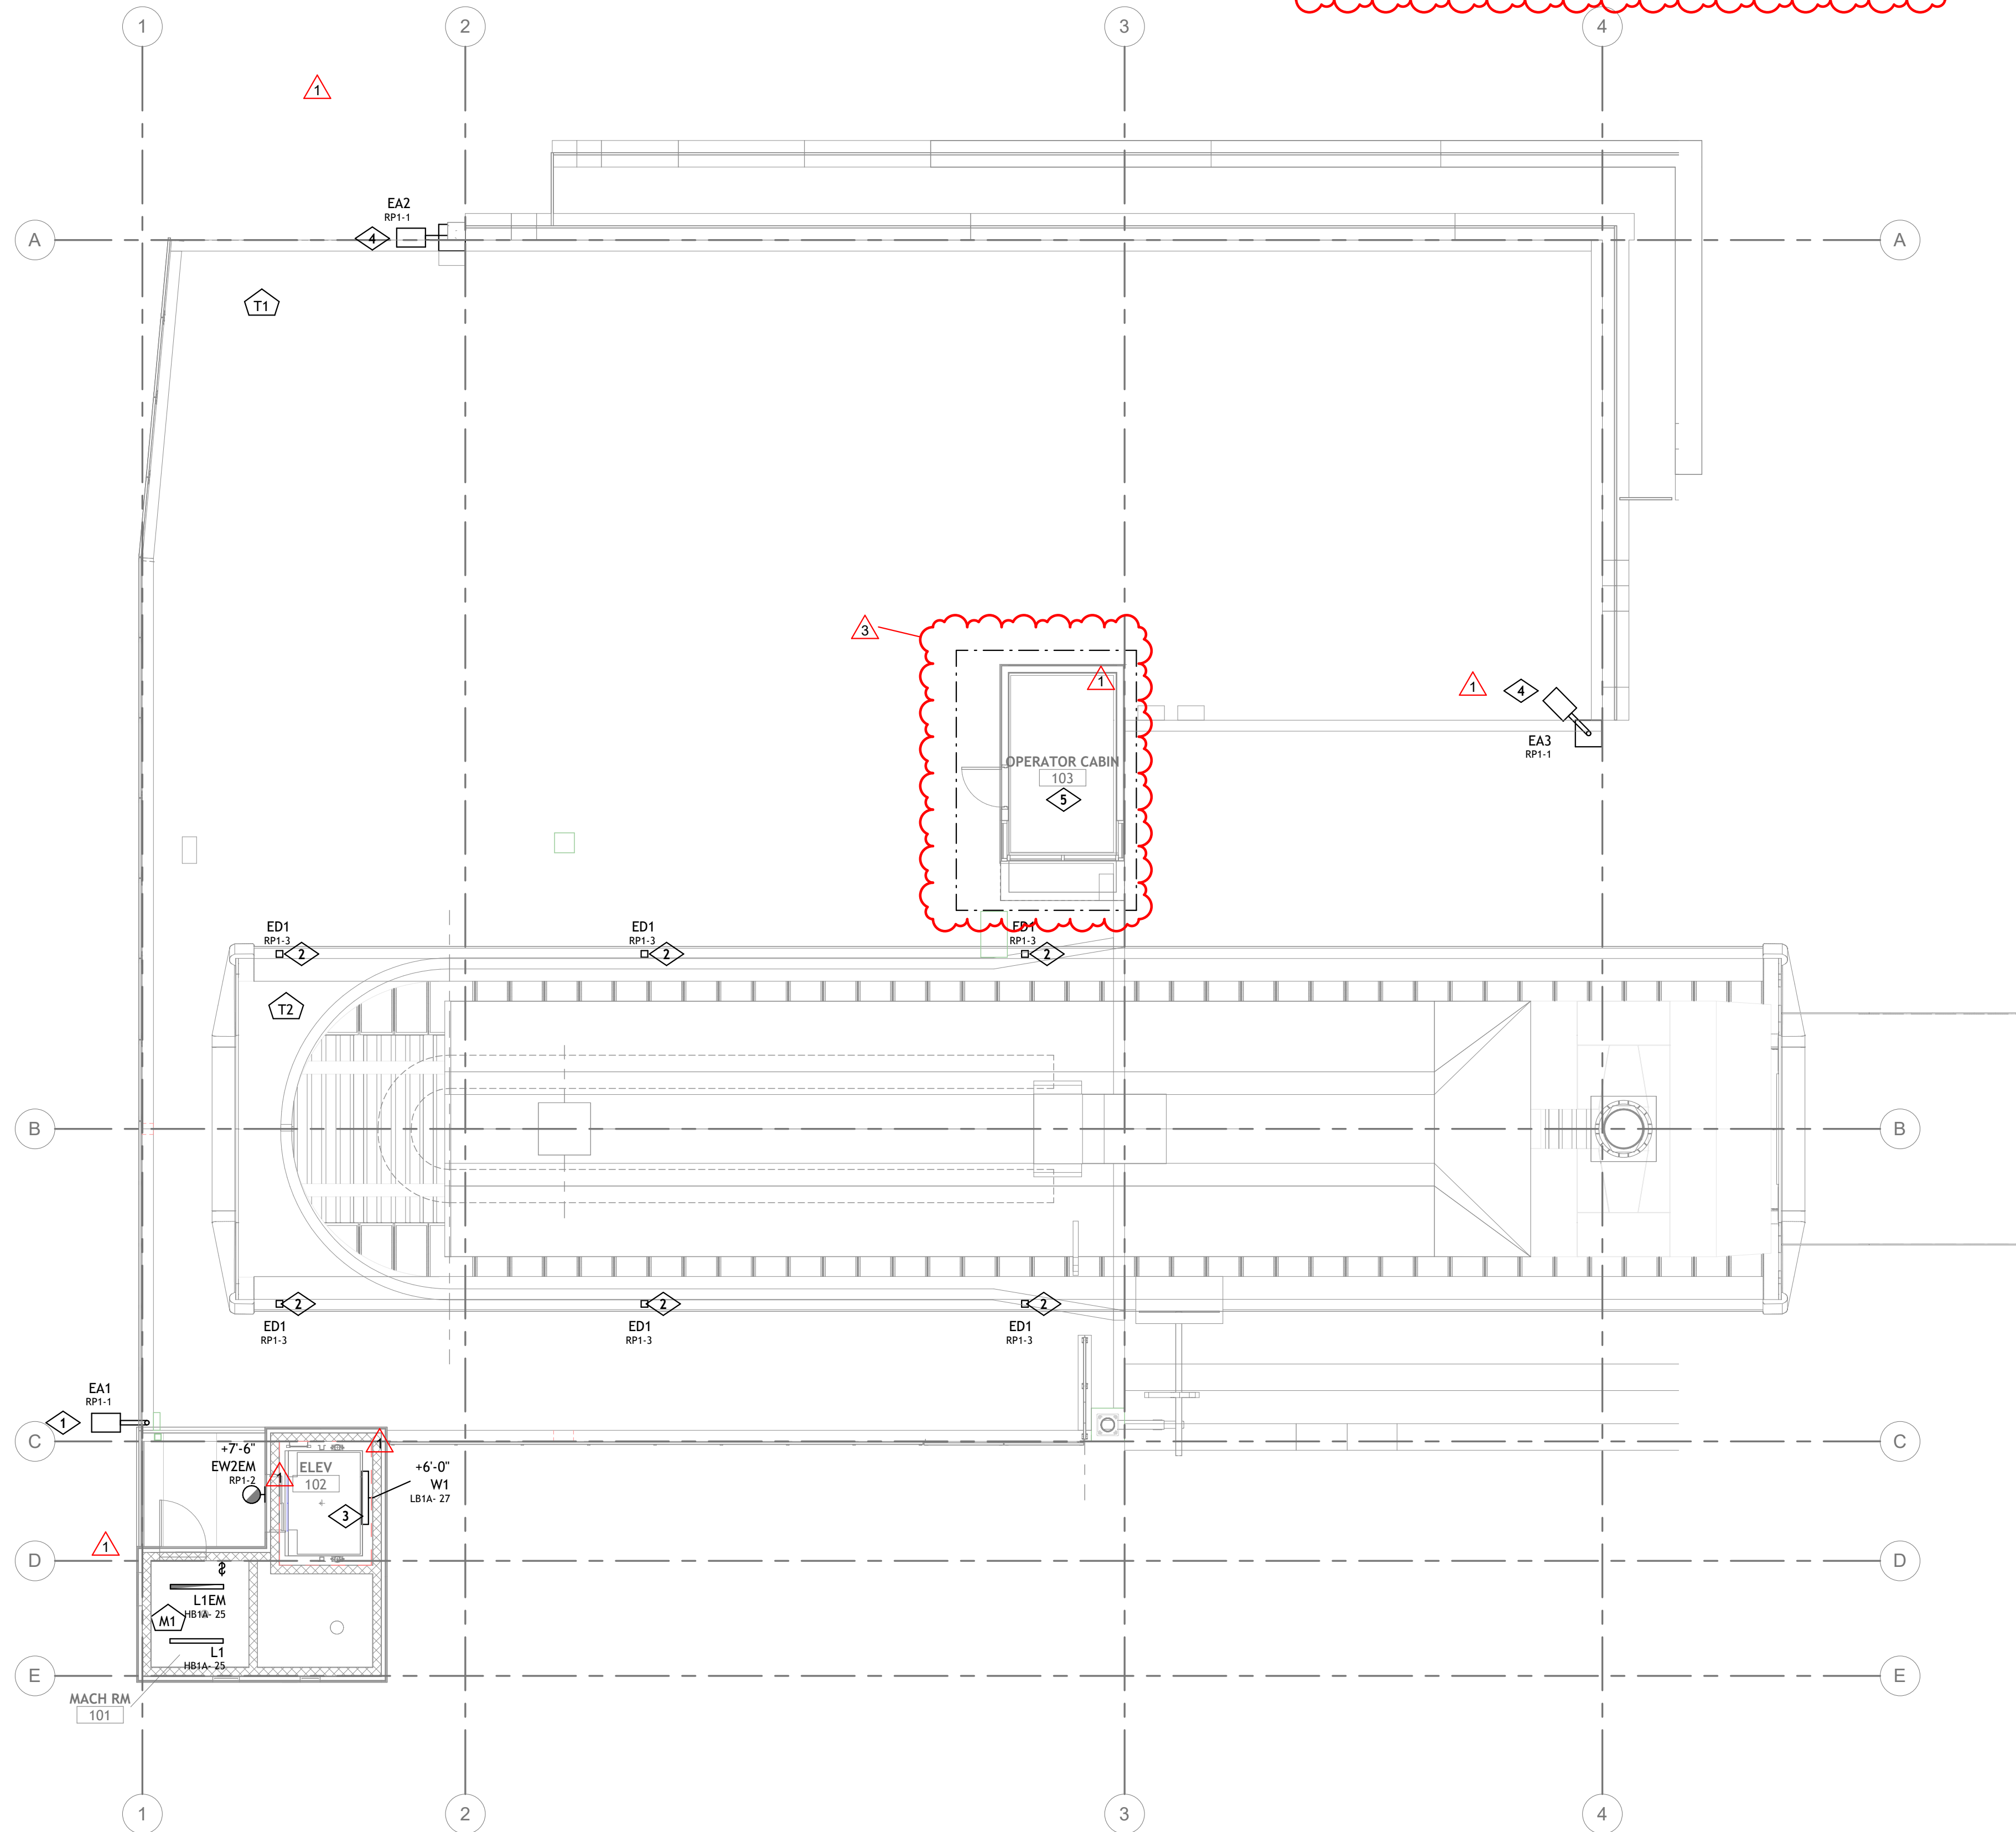 1
2
3
4
1
EA2
RP1-1
4
A
A
T1
3
1
1
4
EA3
RP1-1
OPERATOR CABIN
103
5
ED1
RP1-3
2
ED1
RP1-3
2
ED1
RP1-3
2
T2
B
B
2
2
2
ED1
RP1-3
ED1
RP1-3
ED1
RP1-3
EA1
RP1-1
1
C
C
1
+7'-6"
EW2EM
RP1-2
1
ELEV
102
+6'-0"
W1
LB1A- 27
3
1
D
D
L1EM
HB1A- 25
M1
L1
HB1A- 25
E
E
MACH RM
101
1
2
3
4